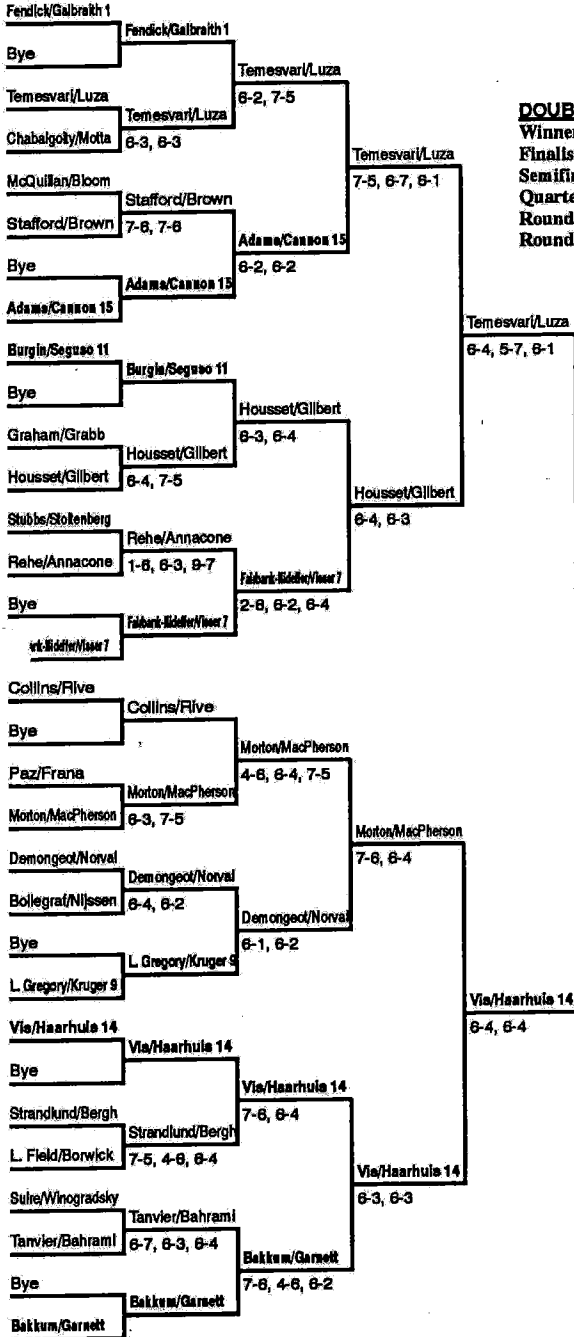 Fendick/Galbraith 1
Bye
Temesvari/Luza
Chabalgoity/Motta
McQuillan/Bloom
Stafford/Brown
Bye
Adams/Cannon 15
Burgin/Seguso 11
Bye
Graham/Grabb
Housset/Gilbert
Stubbs/Stoltenberg
Rehe/Annacone
Bye
Collins/Rive
Bye
Paz/Frana
Morton/MacPherson
Demongeot/Norval
Bollegraf/Nijssen
Bye
L. Gregory/Kruger 9
Vis/Haarhuis 14
Bye
Strandlund/Bergh
L. Field/Borwick
Suire/Winogradsky
Tanvier/Bahrami
Bye
Bakkum/Garnett
Fendick/Galbraith 1
Temesvari/Luza
6-3, 6-3
Stafford/Brown
7-6, 7-6
Adams/Cannon 15
Burgin/Seguso 11
Housset/Gilbert
6-4, 7-5
Rehe/Annacone
1-6, 6-3, 9-7
Fairbank-Nideffer/Visser 7
Collins/Rive
Morton/MacPherson
6-3, 7-5
Demongeot/Norval
6-4, 6-2
L. Gregory/Kruger 9
Vis/Haarhuis 14
Strandlund/Bergh
7-5, 4-6, 6-4
Tanvier/Bahrami
6-7, 6-3, 6-4
Bakkum/Garnett
Temesvari/Luza
6-2, 7-5
Adams/Cannon 15
6-2, 6-2
Housset/Gilbert
6-3, 6-4
Fairbank-Nideffer/Visser 7
2-6, 6-2, 6-4
Morton/MacPherson
4-6, 6-4, 7-5
Demongeot/Norval
6-1, 6-2
Vis/Haarhuis 14
7-6, 6-4
Bakkum/Garnett
7-6, 4-6, 6-2
Temesvari/Luza
7-5, 6-7, 6-1
Housset/Gilbert
6-4, 6-3
Morton/MacPherson
7-6, 6-4
Vis/Haarhuis 14
6-3, 6-3
Temesvari/Luza
6-4, 5-7, 6-1
Vis/Haarhuis 14
6-4, 6-4
DOUB
Winner
Finalis
Semifin
Quarte
Round
Round